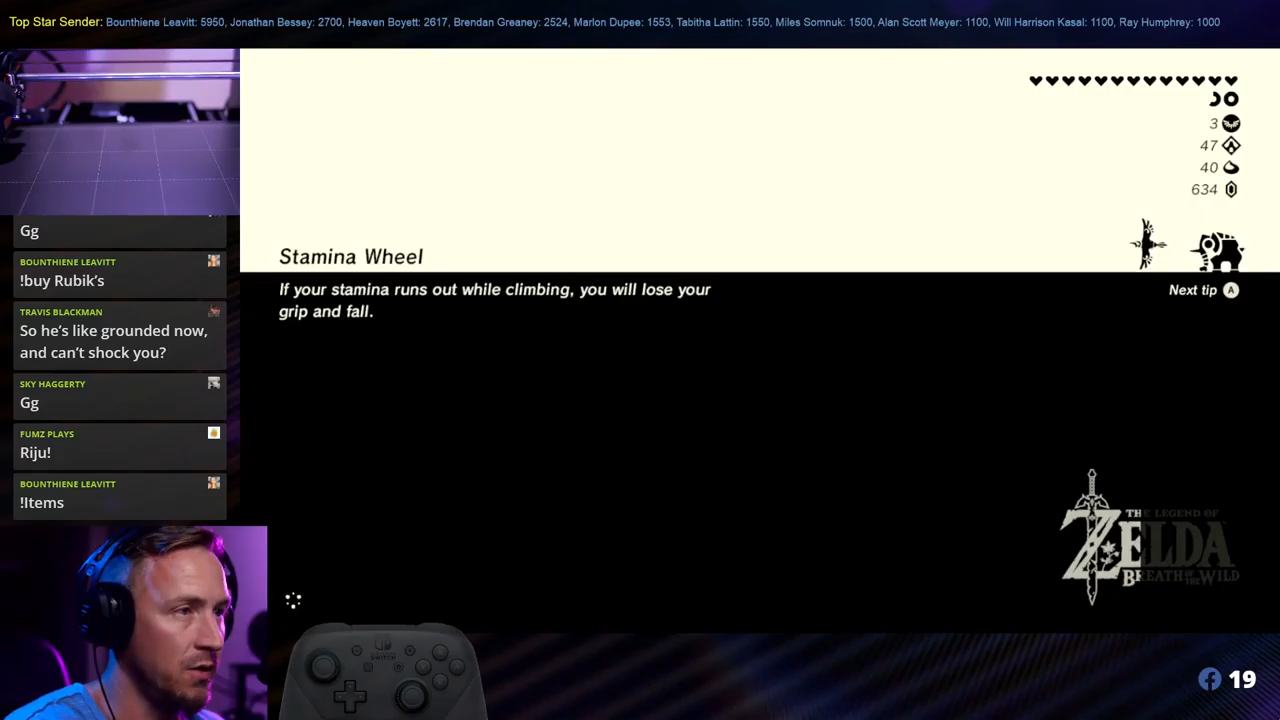 Top Star Sender: Bounthiene Leavitt: 5950, Jonathan Bessey: 2700, Heaven Boyett: 2617, Brendan Greaney: 2524, Marlon Dupee: 1553, Tabitha Lattin: 1550, Miles Somnuk: 1500, Alan Scott Meyer: 1100, Will Harrison Kasal: 1100, Ray Humphrey: 1000
3
47
40
634
Stamina Wheel
If your stamina runs out while climbing, you will lose your
grip and fall.
Next tip A
Gg
BOUNTHIENE LEAVITT
!buy Rubik’s
TRAVIS BLACKMAN
So he’s like grounded now,
and can’t shock you?
SKY HAGGERTY
Gg
FUMZ PLAYS
Riju!
BOUNTHIENE LEAVITT
!Items
THE LEGEND OF
ZELDA
BREATH OF THE WILD
SWITCH
19